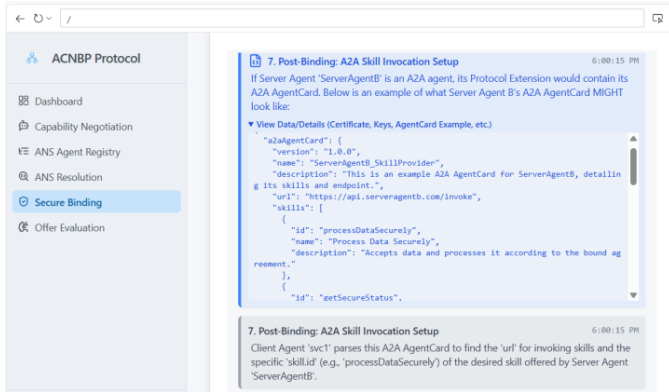 /
ACNBP Protocol
Dashboard
Capability Negotiation
ANS Agent Registry
ANS Resolution
Secure Binding
Offer Evaluation
7. Post-Binding: A2A Skill Invocation Setup 6:00:15 PM
If Server Agent 'ServerAgentB' is an A2A agent, its Protocol Extension would contain its
A2A AgentCard. Below is an example of what Server Agent B's A2A AgentCard MIGHT
look like:
▼ View Data/Details (Certificate, Keys, AgentCard Example, etc.)
"a2aAgentCard": {
"version": "1.0.0",
"name": "ServerAgentB_SkillProvider",
"description": "This is an example A2A AgentCard for ServerAgentB, detailin
g its skills and endpoint.",
"url": "https://api.serveragentb.com/invoke",
"skills": [
{
"id": "processDataSecurely",
"name": "Process Data Securely",
"description": "Accepts data and processes it according to the bound ag
reement."
},
{
"id": "getSecureStatus",
7. Post-Binding: A2A Skill Invocation Setup 6:00:15 PM
Client Agent 'svc1' parses this A2A AgentCard to find the 'url' for invoking skills and the
specific 'skill.id' (e.g., 'processDataSecurely') of the desired skill offered by Server Agent
'ServerAgentB'.